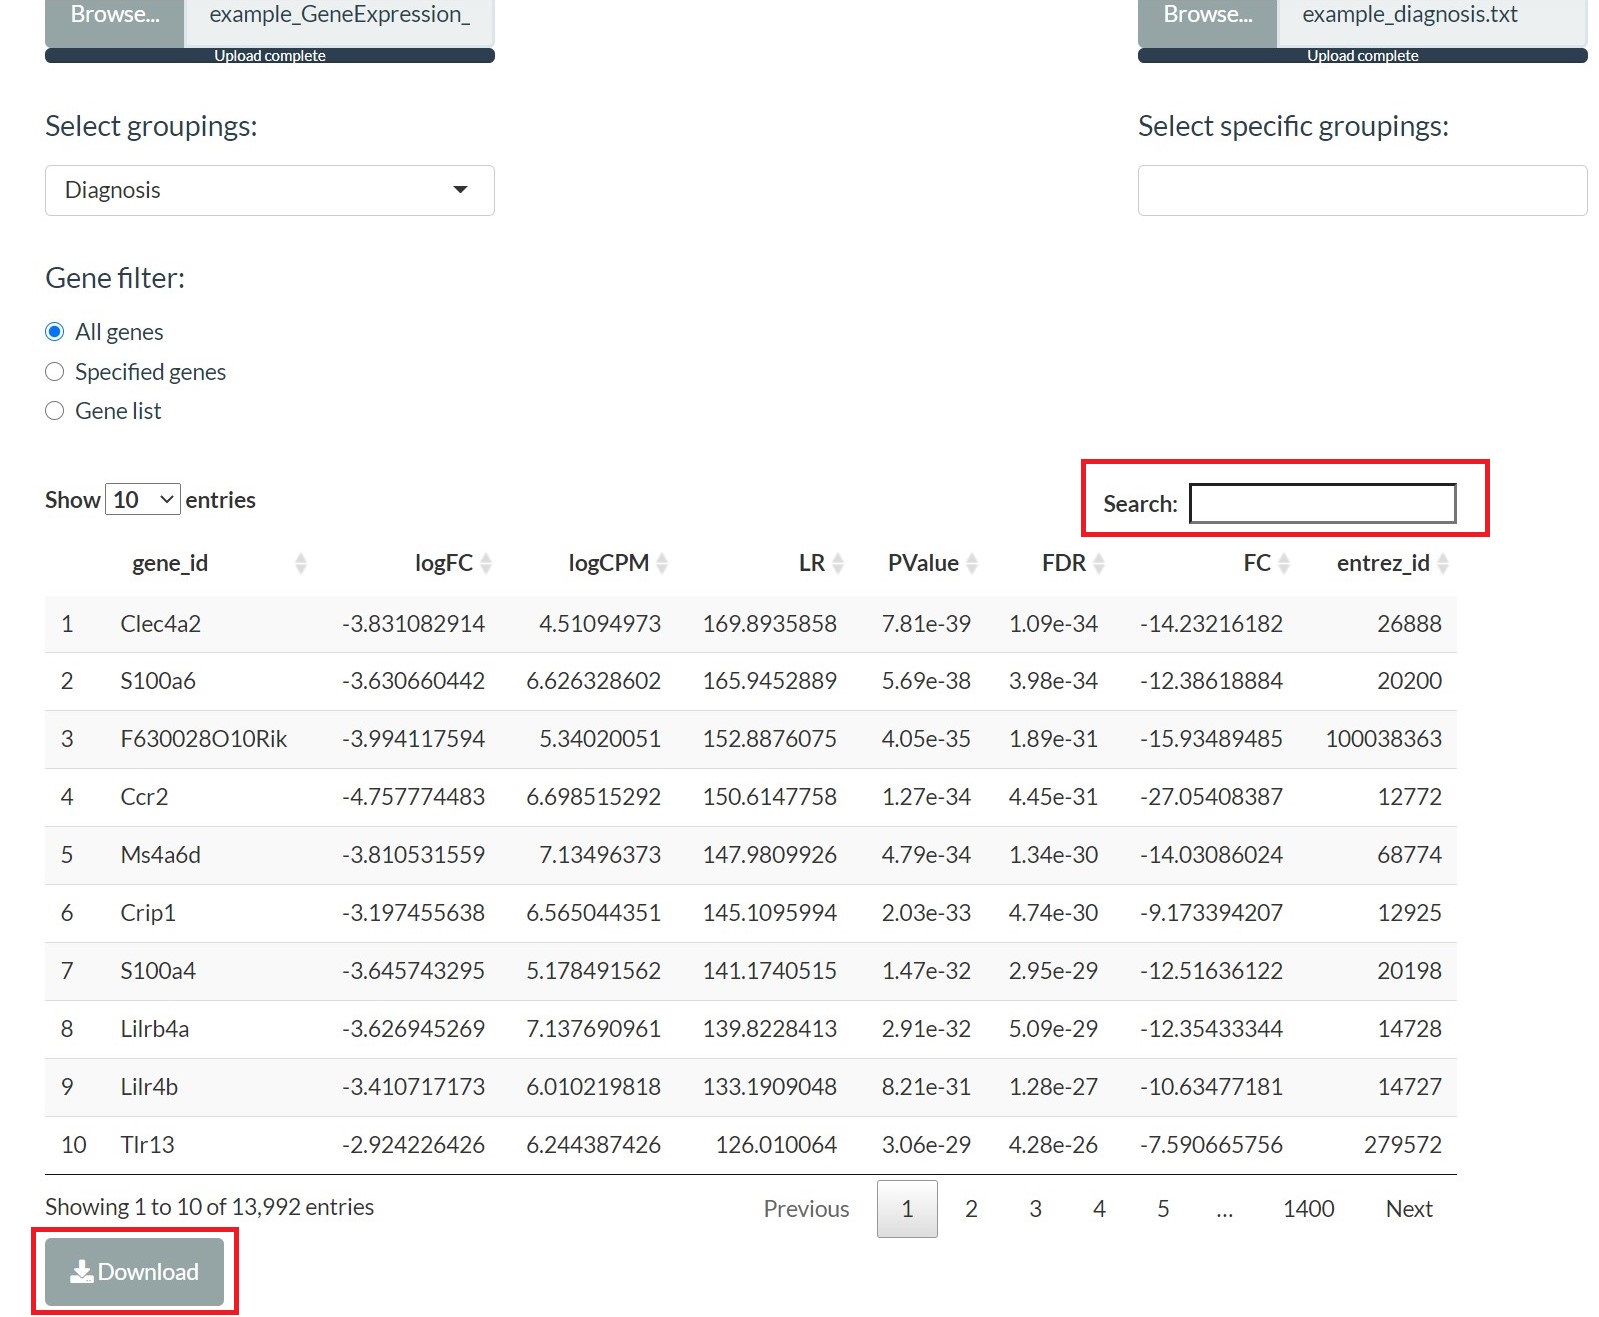 Browse... example_GeneExpression_ Browse... example_diagnosis.txt
Upload complete Upload complete
Select groupings: Select specific groupings:
Diagnosis
Gene filter:
All genes
Specified genes
Gene list
Show 10 entries Search:
gene_id logFC logCPM LR PValue FDR FC entrez_id
1 Clec4a2 -3.831082914 4.51094973 169.8935858 7.81e-39 1.09e-34 -14.23216182 26888
2 S100a6 -3.630660442 6.626328602 165.9452889 5.69e-38 3.98e-34 -12.38618884 20200
3 F630028O10Rik -3.994117594 5.34020051 152.8876075 4.05e-35 1.89e-31 -15.93489485 100038363
4 Ccr2 -4.757774483 6.698515292 150.6147758 1.27e-34 4.45e-31 -27.05408387 12772
5 Ms4a6d -3.810531559 7.13496373 147.9809926 4.79e-34 1.34e-30 -14.03086024 68774
6 Crip1 -3.197455638 6.565044351 145.1095994 2.03e-33 4.74e-30 -9.173394207 12925
7 S100a4 -3.645743295 5.178491562 141.1740515 1.47e-32 2.95e-29 -12.51636122 20198
8 Lilrb4a -3.626945269 7.137690961 139.8228413 2.91e-32 5.09e-29 -12.35433344 14728
9 Lilr4b -3.410717173 6.010219818 133.1909048 8.21e-31 1.28e-27 -10.63477181 14727
10 Tlr13 -2.924226426 6.244387426 126.010064 3.06e-29 4.28e-26 -7.590665756 279572
Showing 1 to 10 of 13,992 entries Previous 1 2 3 4 5 ... 1400 Next
Download